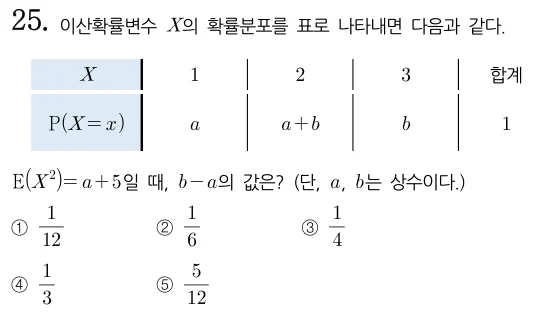 25. 이산확률변수 X의 확률분포를 표로 나타내면 다음과 같다.
X 1 2 3 합계
P(X=x) a a+b b 1
E(X²)=a+5일 때, b-a의 값은? (단, a, b는 상수이다.)
① 1/12 ② 1/6 ③ 1/4
④ 1/3 ⑤ 5/12